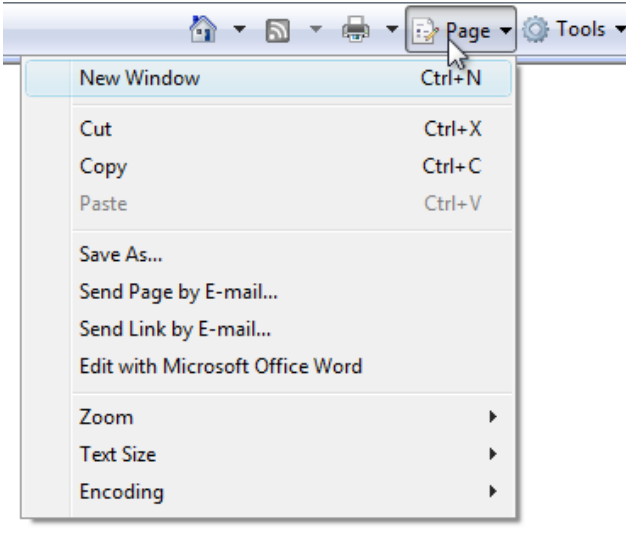 Page Tools
New Window Ctrl+N
Cut Ctrl+X
Copy Ctrl+C
Paste Ctrl+V
Save As...
Send Page by E-mail...
Send Link by E-mail...
Edit with Microsoft Office Word
Zoom
Text Size
Encoding